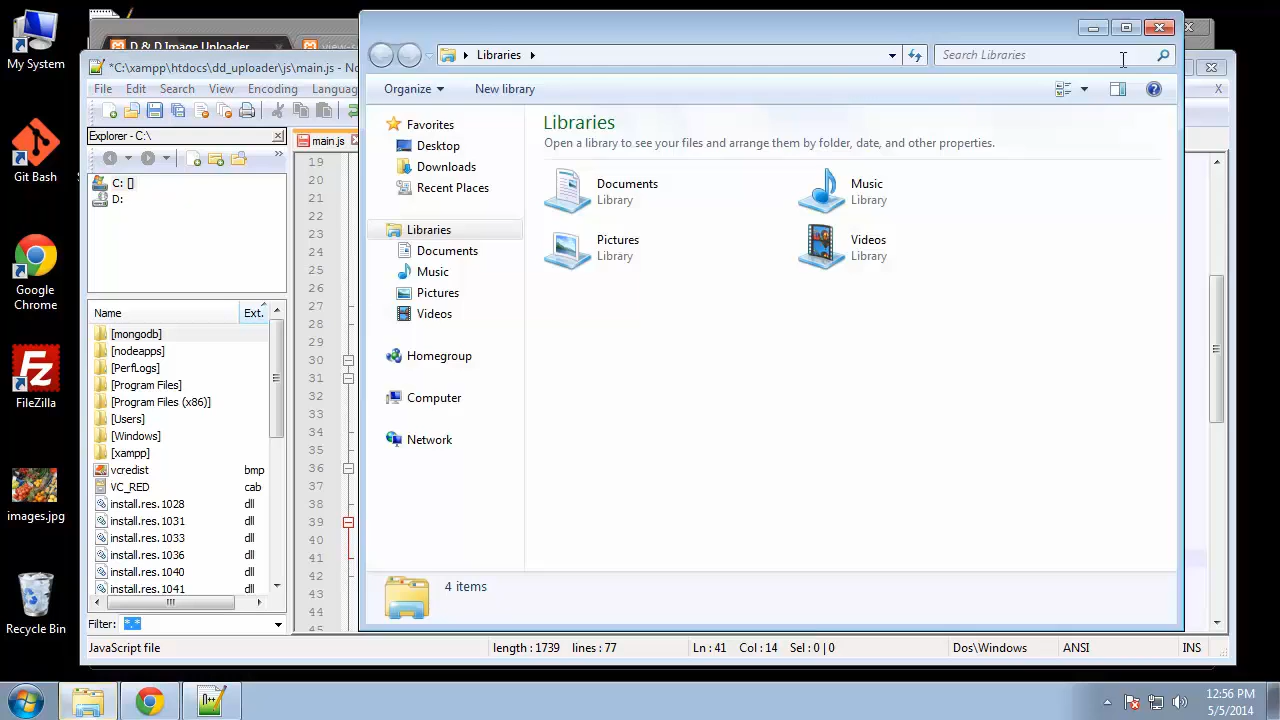 My System
Git Bash
Google
Chrome
FileZilla
images.jpg
Recycle Bin
D & D Image Uploader
*C:\xampp\htdocs\dd_uploader\js\main.js - No
File Edit Search View Encoding Langua
Explorer - C:\
main.js
C: []
D:
Name Ext.
[mongodb]
[nodeapps]
[PerfLogs]
[Program Files]
[Program Files (x86)]
[Users]
[Windows]
[xampp]
vcredist bmp
VC_RED cab
install.res.1028 dll
install.res.1031 dll
install.res.1033 dll
install.res.1036 dll
install.res.1040 dll
install.res.1041 dll
Filter: *.*
19
20
21
22
23
24
25
26
27
28
29
30
31
32
33
34
35
36
37
38
39
40
41
42
43
44
45
Libraries
Search Libraries
Organize New library
Favorites
Desktop
Downloads
Recent Places
Libraries
Documents
Music
Pictures
Videos
Homegroup
Computer
Network
Libraries
Open a library to see your files and arrange them by folder, date, and other properties.
Documents
Library
Music
Library
Pictures
Library
Videos
Library
4 items
JavaScript file length : 1739 lines : 77 Ln : 41 Col : 14 Sel : 0 | 0 Dos\Windows ANSI INS
N++
12:56 PM
5/5/2014